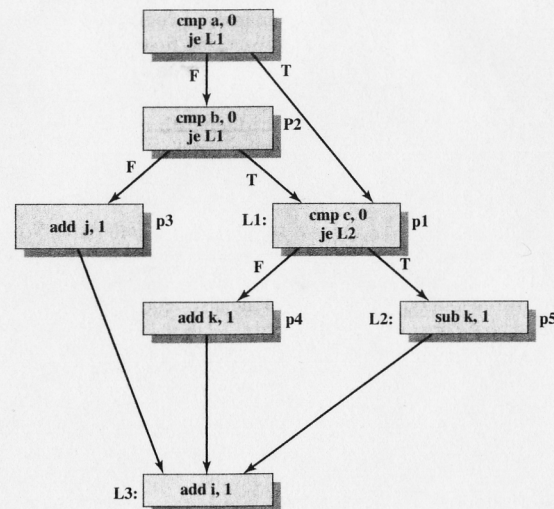 cmp a, 0
je L1
F
T
cmp b, 0
je L1
P2
F
T
add j, 1
p3
L1:
cmp c, 0
je L2
p1
F
T
add k, 1
p4
L2:
sub k, 1
p5
L3:
add i, 1